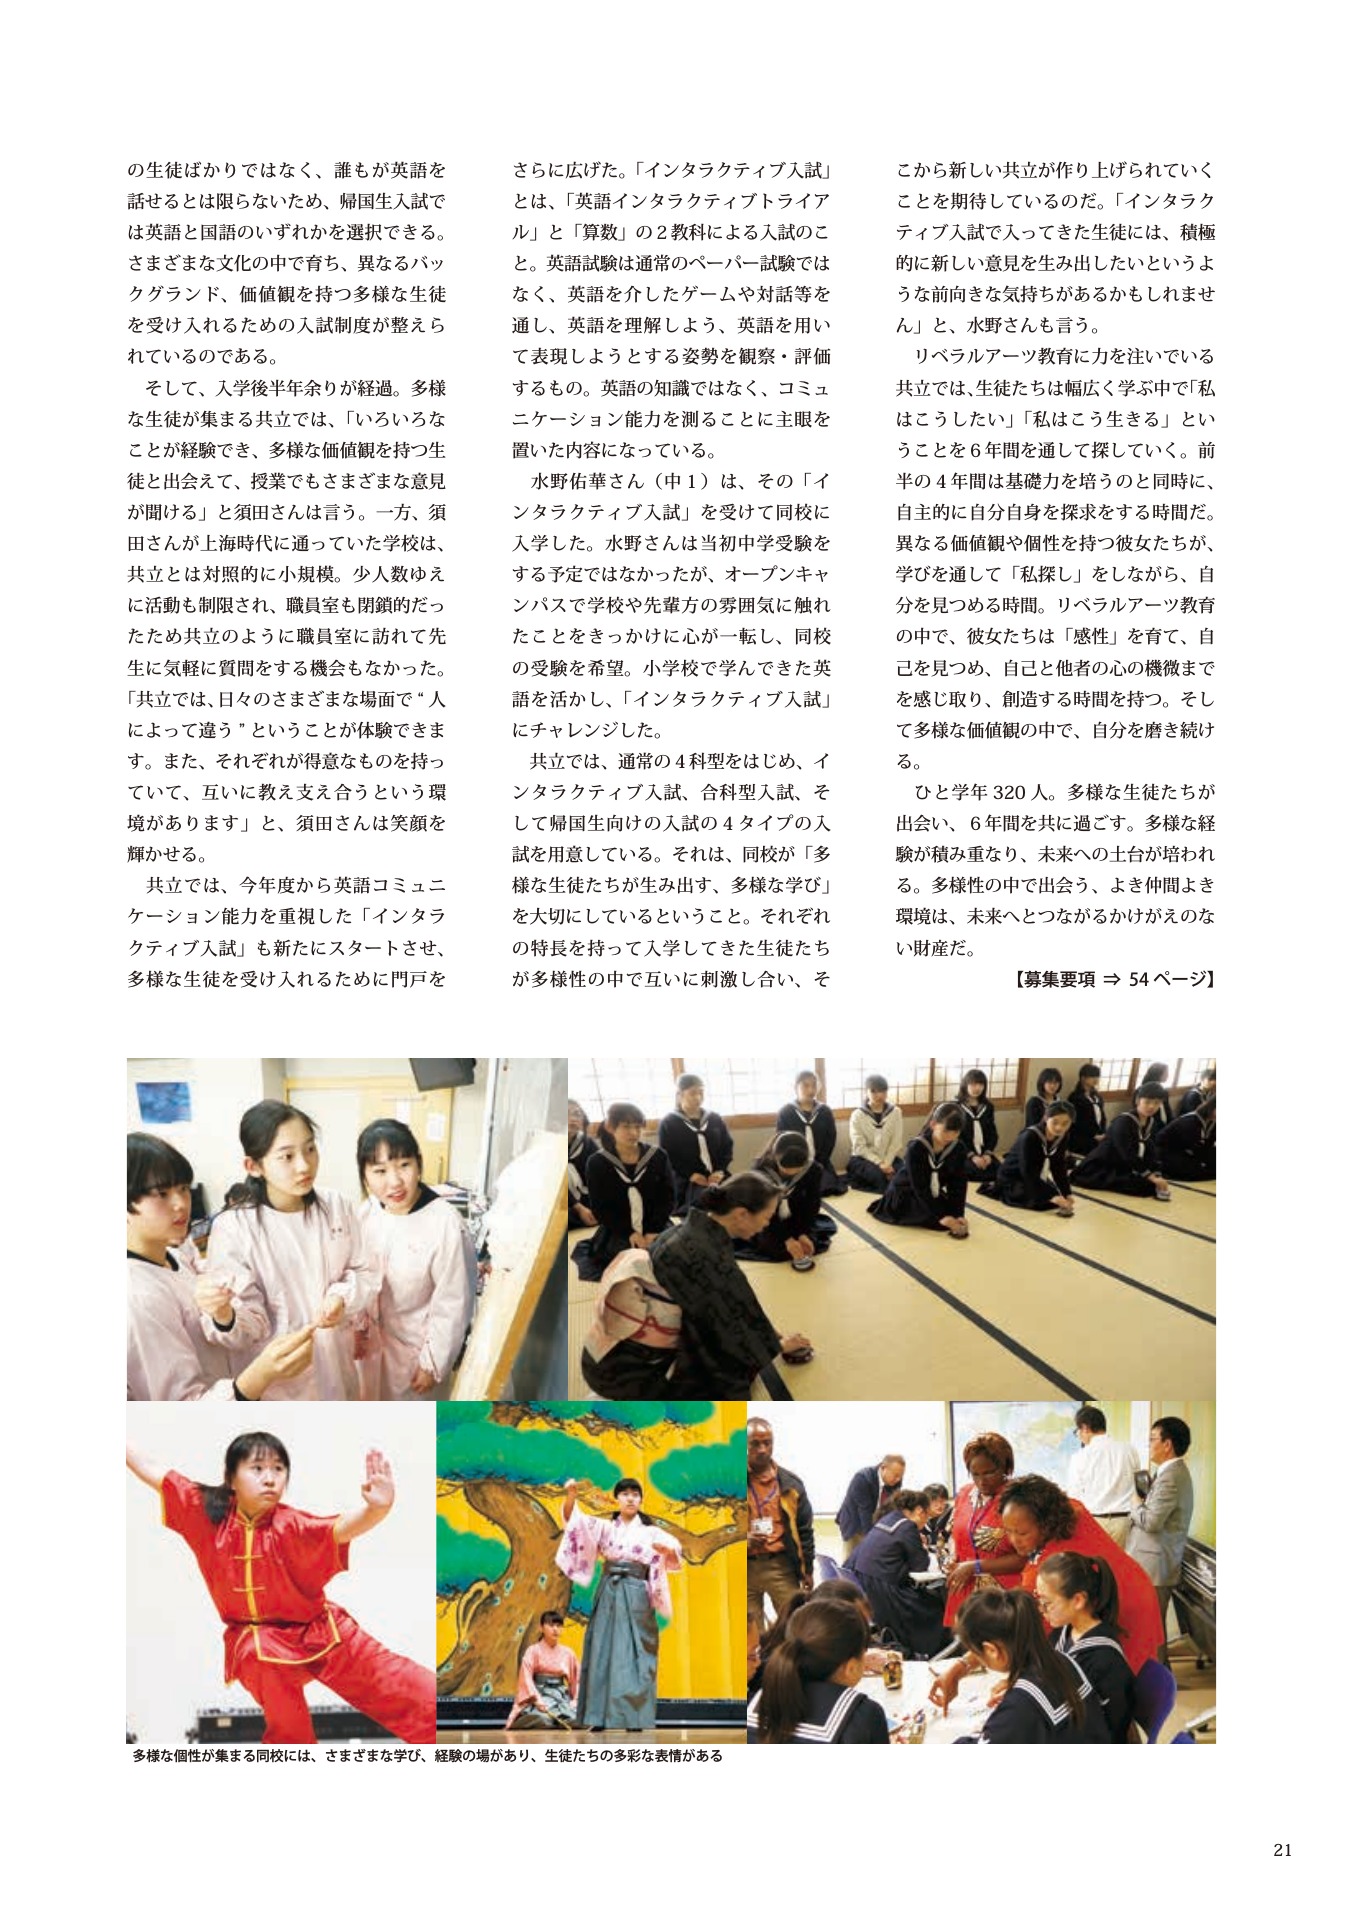 の生徒ばかりではなく、誰もが英語を
話せるとは限らないため、帰国生入試で
は英語と国語のいずれかを選択できる。
さまざまな文化の中で育ち、異なるバッ
クグランド、価値観を持つ多様な生徒
を受け入れるための入試制度が整えら
れているのである。
　そして、入学後半年余りが経過。多様
な生徒が集まる共立では、「いろいろな
ことが経験でき、多様な価値観を持つ生
徒と出会えて、授業でもさまざまな意見
が聞ける」と須田さんは言う。一方、須
田さんが上海時代に通っていた学校は、
共立とは対照的に小規模。少人数ゆえ
に活動も制限され、職員室も閉鎖的だっ
たため共立のように職員室に訪れて先
生に気軽に質問をする機会もなかった。
「共立では、日々のさまざまな場面で “ 人
によって違う ” ということが体験できま
す。また、それぞれが得意なものを持っ
ていて、互いに教え支え合うという環
境があります」と、須田さんは笑顔を
輝かせる。
　共立では、今年度から英語コミュニ
ケーション能力を重視した「インタラ
クティブ入試」も新たにスタートさせ、
多様な生徒を受け入れるために門戸を
さらに広げた。「インタラクティブ入試」
とは、「英語インタラクティブトライア
ル」と「算数」の２教科による入試のこ
と。英語試験は通常のペーパー試験では
なく、英語を介したゲームや対話等を
通し、英語を理解しよう、英語を用い
て表現しようとする姿勢を観察・評価
するもの。英語の知識ではなく、コミュ
ニケーション能力を測ることに主眼を
置いた内容になっている。
　水野佑華さん（中１）は、その「イ
ンタラクティブ入試」を受けて同校に
入学した。水野さんは当初中学受験を
する予定ではなかったが、オープンキャ
ンパスで学校や先輩方の雰囲気に触れ
たことをきっかけに心が一転し、同校
の受験を希望。小学校で学んできた英
語を活かし、「インタラクティブ入試」
にチャレンジした。
　共立では、通常の４科型をはじめ、イ
ンタラクティブ入試、合科型入試、そ
して帰国生向けの入試の４タイプの入
試を用意している。それは、同校が「多
様な生徒たちが生み出す、多様な学び」
を大切にしているということ。それぞれ
の特長を持って入学してきた生徒たち
が多様性の中で互いに刺激し合い、そ
こから新しい共立が作り上げられていく
ことを期待しているのだ。「インタラク
ティブ入試で入ってきた生徒には、積極
的に新しい意見を生み出したいというよ
うな前向きな気持ちがあるかもしれませ
ん」と、水野さんも言う。
　リベラルアーツ教育に力を注いでいる
共立では、生徒たちは幅広く学ぶ中で「私
はこうしたい」「私はこう生きる」とい
うことを６年間を通して探していく。前
半の４年間は基礎力を培うのと同時に、
自主的に自分自身を探求をする時間だ。
異なる価値観や個性を持つ彼女たちが、
学びを通して「私探し」をしながら、自
分を見つめる時間。リベラルアーツ教育
の中で、彼女たちは「感性」を育て、自
己を見つめ、自己と他者の心の機微まで
を感じ取り、創造する時間を持つ。そし
て多様な価値観の中で、自分を磨き続け
る。
　ひと学年 320 人。多様な生徒たちが
出会い、６年間を共に過ごす。多様な経
験が積み重なり、未来への土台が培われ
る。多様性の中で出会う、よき仲間よき
環境は、未来へとつながるかけがえのな
い財産だ。
【募集要項 ⇒ 54 ページ】
多様な個性が集まる同校には、さまざまな学び、経験の場があり、生徒たちの多彩な表情がある
21